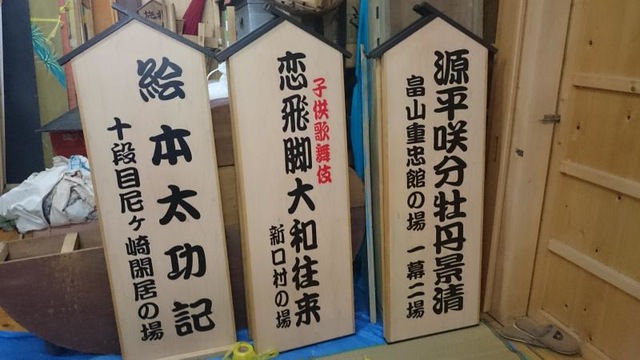 源平咲分牡丹景清
畠山重忠館の場 一幕二場
子供歌舞伎
恋飛脚大和往来
新口村の場
絵本太功記
十段目尼ヶ崎閑居の場